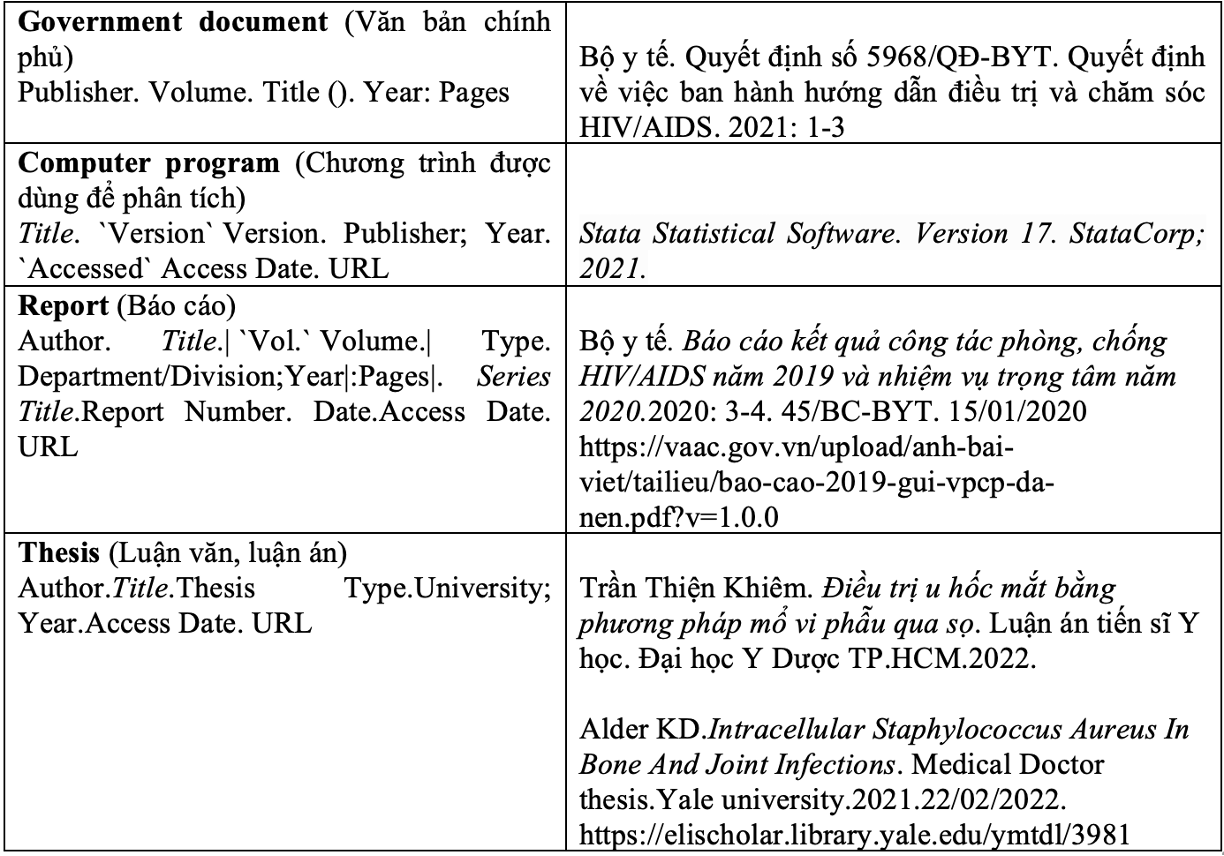 Government document (Văn bản chính
phủ)
Publisher. Volume. Title (). Year: Pages
Bộ y tế. Quyết định số 5968/QĐ-BYT. Quyết định
về việc ban hành hướng dẫn điều trị và chăm sóc
HIV/AIDS. 2021: 1-3
Computer program (Chương trình được
dùng để phân tích)
Title. `Version` Version. Publisher; Year.
`Accessed` Access Date. URL
Stata Statistical Software. Version 17. StataCorp;
2021.
Report (Báo cáo)
Author. Title.| `Vol.` Volume.| Type.
Department/Division;Year|:Pages|. Series
Title.Report Number. Date.Access Date.
URL
Bộ y tế. Báo cáo kết quả công tác phòng, chống
HIV/AIDS năm 2019 và nhiệm vụ trọng tâm năm
2020.2020: 3-4. 45/BC-BYT. 15/01/2020
https://vaac.gov.vn/upload/anh-bai-
viet/tailieu/bao-cao-2019-gui-vpcp-da-
nen.pdf?v=1.0.0
Thesis (Luận văn, luận án)
Author.Title.Thesis Type.University;
Year.Access Date. URL
Trần Thiện Khiêm. Điều trị u hốc mắt bằng
phương pháp mổ vi phẫu qua sọ. Luận án tiến sĩ Y
học. Đại học Y Dược TP.HCM.2022.
Alder KD.Intracellular Staphylococcus Aureus In
Bone And Joint Infections. Medical Doctor
thesis.Yale university.2021.22/02/2022.
https://elischolar.library.yale.edu/ymtdl/3981